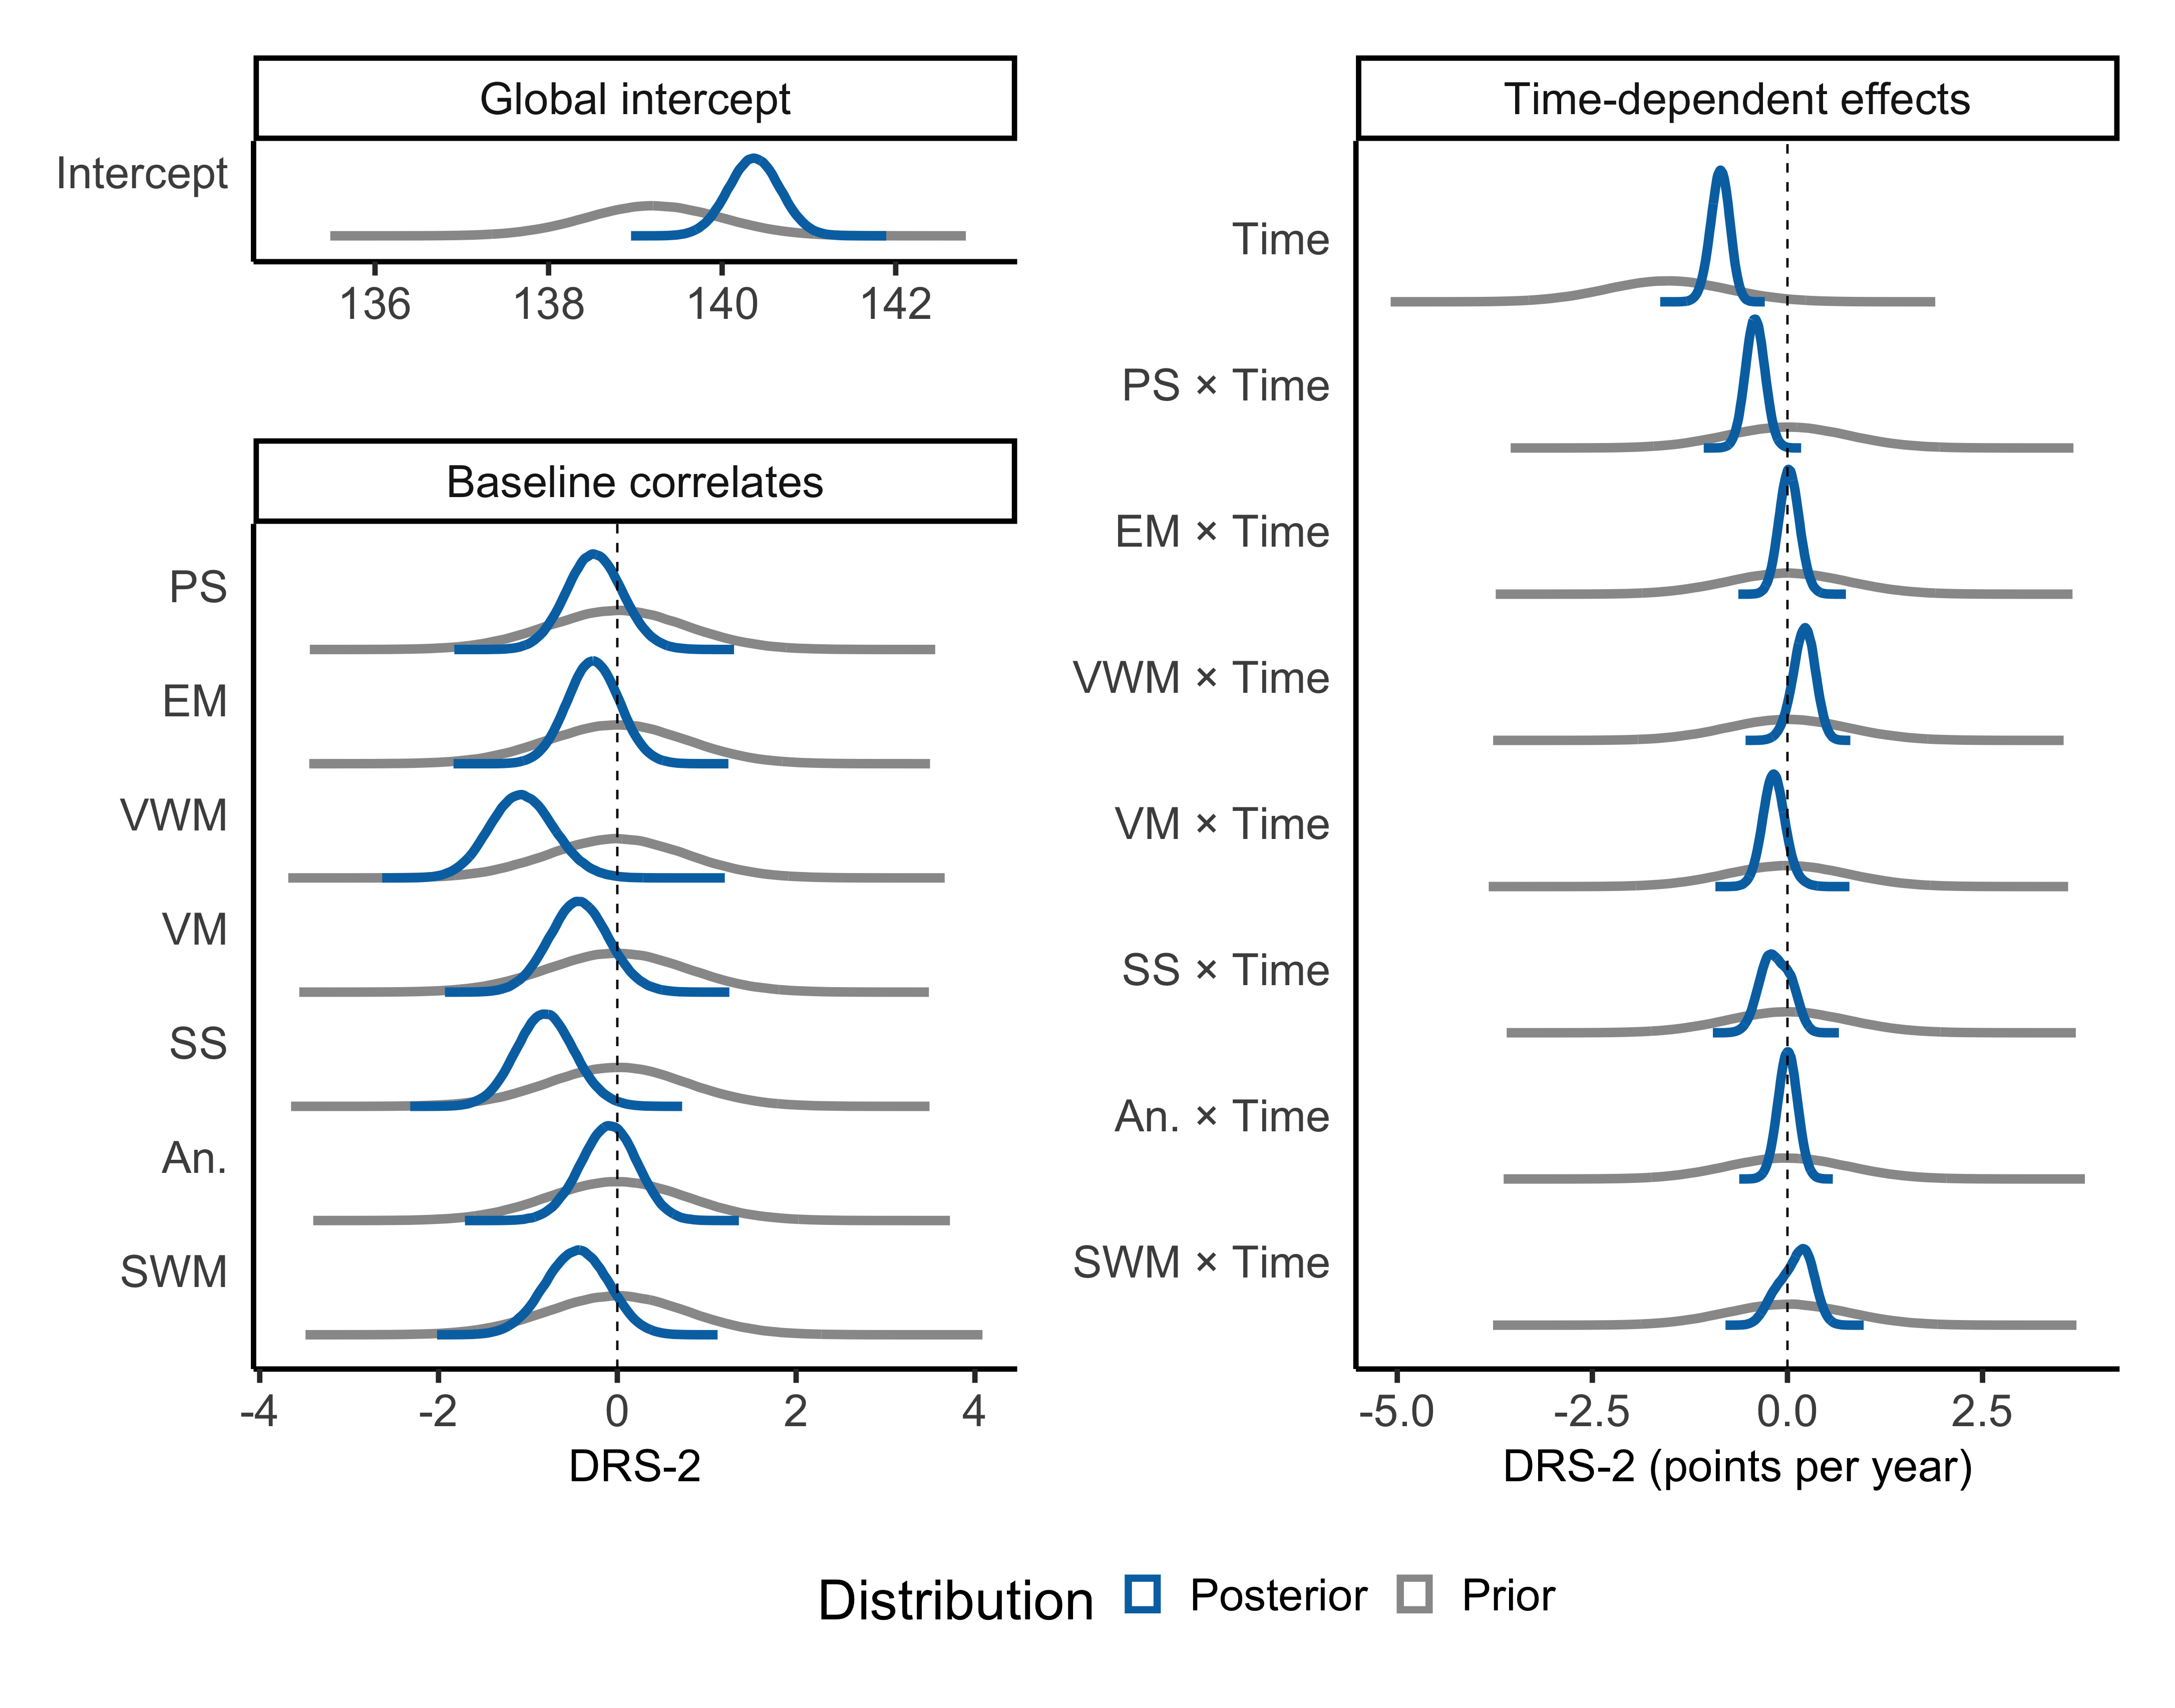 Global intercept
Intercept
136 138 140 142
Baseline correlates
PS
EM
VWM
VM
SS
An.
SWM
-4 -2 0 2 4
DRS-2
Time-dependent effects
Time
PS × Time
EM × Time
VWM × Time
VM × Time
SS × Time
An. × Time
SWM × Time
-5.0 -2.5 0.0 2.5
DRS-2 (points per year)
Distribution Posterior Prior